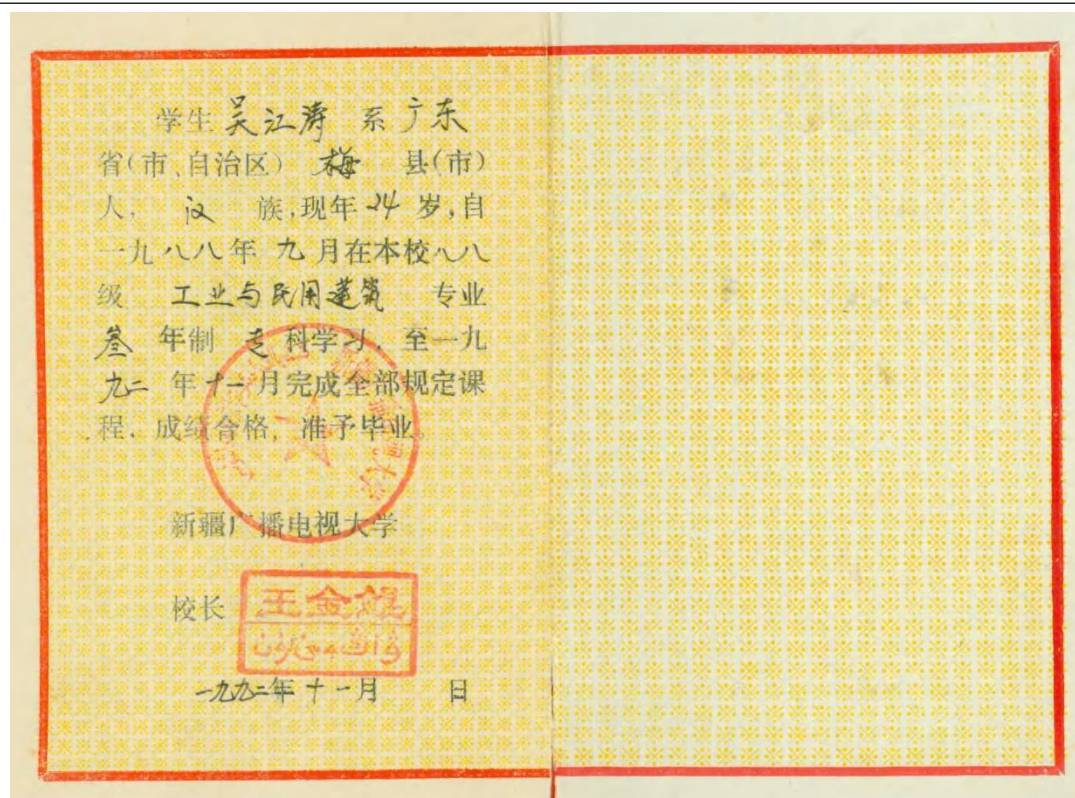 学生 吴江涛 系 广东
省(市、自治区) 梅 县(市)
人, 汉 族,现年 24 岁,自
一九八八年 九 月在本校八八
级 工业与民用建筑 专业
叁 年制 专 科学习, 至一九
九二 年十一月完成全部规定课
程, 成绩合格, 准予毕业。
新疆广播电视大学
校长 王金
一九九二年十一月 日